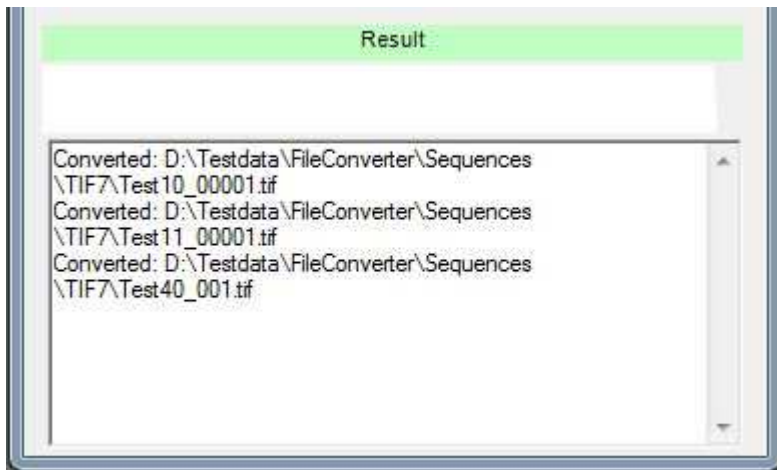 Result
Converted: D:\Testdata\FileConverter\Sequences
\TIF7\Test10_00001.tif
Converted: D:\Testdata\FileConverter\Sequences
\TIF7\Test11_00001.tif
Converted: D:\Testdata\FileConverter\Sequences
\TIF7\Test40_001.tif